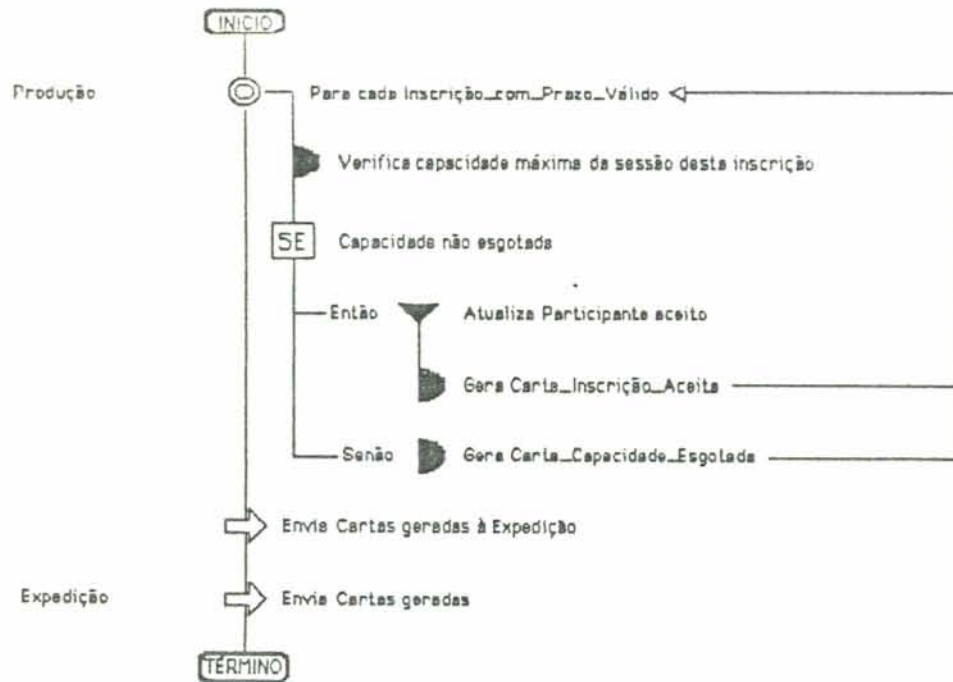 INÍCIO
Produção
Para cada Inscrição_com_Prazo_Válido
Verifica capacidade máxima da sessão desta inscrição
SE Capacidade não esgotada
Então Atualiza Participante aceito
Gera Carta_Inscrição_Aceita
Senão Gera Carta_Capacidade_Esgotada
Envia Cartas geradas à Expedição
Expedição Envia Cartas geradas
TÉRMINO